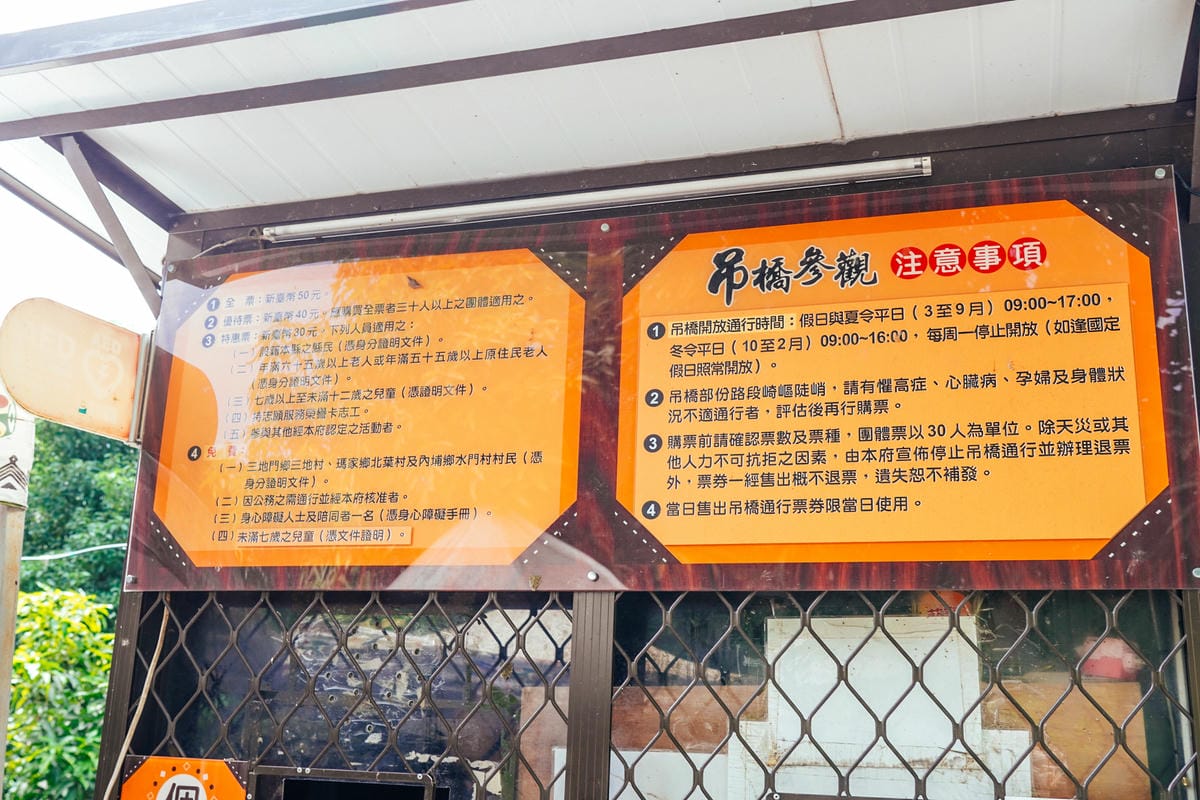 ❶ 全 票：新臺幣50元。
❷ 優待票：新臺幣40元。購買全票者三十人以上之團體適用之。
❸ 特惠票：新臺幣30元，下列人員適用之：
（一）設籍本縣之縣民（憑身分證明文件）。
（二）年滿六十五歲以上老人或年滿五十五歲以上原住民老人
（憑身分證明文件）。
（三）七歲以上至未滿十二歲之兒童（憑證明文件）。
（四）持志願服務榮譽卡志工。
（五）參與其他經本府認定之活動者。
❹ 免 費：
（一）三地門鄉三地村、瑪家鄉北葉村及內埔鄉水門村村民（憑
身分證明文件）。
（二）因公務之需通行並經本府核准者。
（三）身心障礙人士及陪同者一名（憑身心障礙手冊）。
（四）未滿七歲之兒童（憑文件證明）。
吊橋參觀 注意事項
❶ 吊橋開放通行時間：假日與夏令平日（3至9月）09:00~17:00，
冬令平日（10至2月）09:00~16:00，每周一停止開放（如逢國定
假日照常開放）。
❷ 吊橋部份路段崎嶇陡峭，請有懼高症、心臟病、孕婦及身體狀
況不適通行者，評估後再行購票。
❸ 購票前請確認票數及票種，團體票以30人為單位。除天災或其
他人力不可抗拒之因素，由本府宣佈停止吊橋通行並辦理退票
外，票券一經售出概不退票，遺失恕不補發。
❹ 當日售出吊橋通行票券限當日使用。
AED